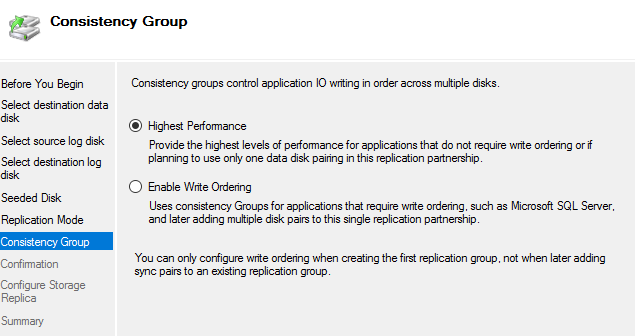 Consistency Group
Before You Begin
Select destination data
disk
Select source log disk
Select destination log
disk
Seeded Disk
Replication Mode
Consistency Group
Confirmation
Configure Storage
Replica
Summary
Consistency groups control application IO writing in order across multiple disks.
Highest Performance
Provide the highest levels of performance for applications that do not require write ordering or if
planning to use only one data disk pairing in this replication partnership.
Enable Write Ordering
Uses consistency Groups for applications that require write ordering, such as Microsoft SQL Server,
and later adding multiple disk pairs to this single replication partnership.
You can only configure write ordering when creating the first replication group, not when later adding
sync pairs to an existing replication group.